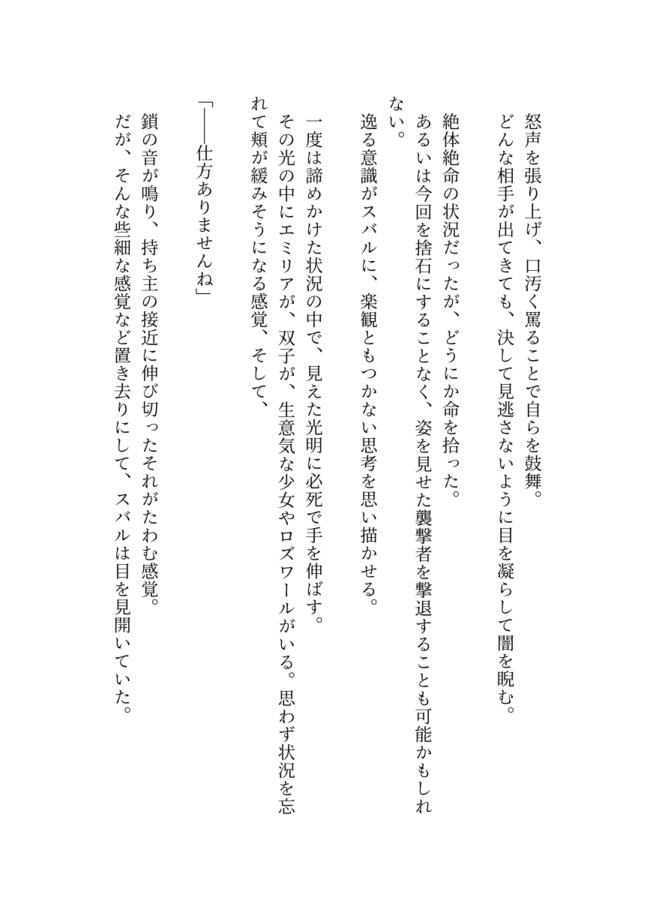 怒声を張り上げ、口汚く罵ることで自らを鼓舞。
どんな相手が出てきても、決して見逃さないように目を凝らして闇を睨む。
絶体絶命の状況だったが、どうにか命を拾った。
あるいは今回を捨石にすることなく、姿を見せた襲撃者を撃退することも可能かもしれ
ない。
逸る意識がスバルに、楽観ともつかない思考を思い描かせる。
一度は諦めかけた状況の中で、見えた光明に必死で手を伸ばす。
その光の中にエミリアが、双子が、生意気な少女やロズワールがいる。思わず状況を忘
れて頬が緩みそうになる感覚、そして、
「――仕方ありませんね」
鎖の音が鳴り、持ち主の接近に伸び切ったそれがたわむ感覚。
だが、そんな些細な感覚など置き去りにして、スバルは目を見開いていた。